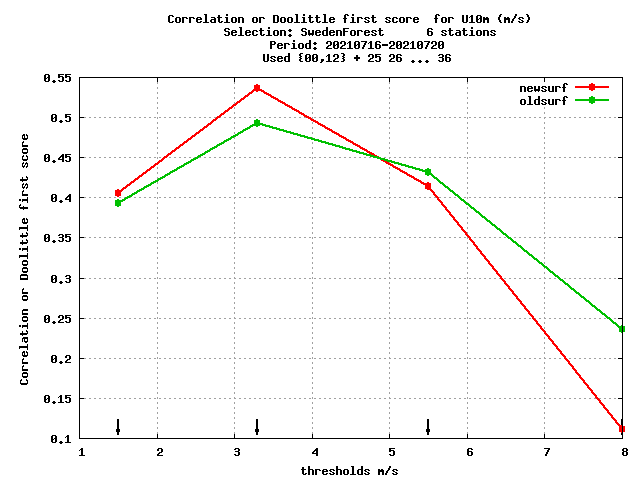 Correlation or Doolittle first score  for U10m (m/s)
Selection: SwedenForest      6 stations
Period: 20210716-20210720
Used {00,12} + 25 26 ... 36
newsurf
oldsurf
Correlation or Doolittle first score
0.55
0.5
0.45
0.4
0.35
0.3
0.25
0.2
0.15
0.1
1 2 3 4 5 6 7 8
thresholds m/s